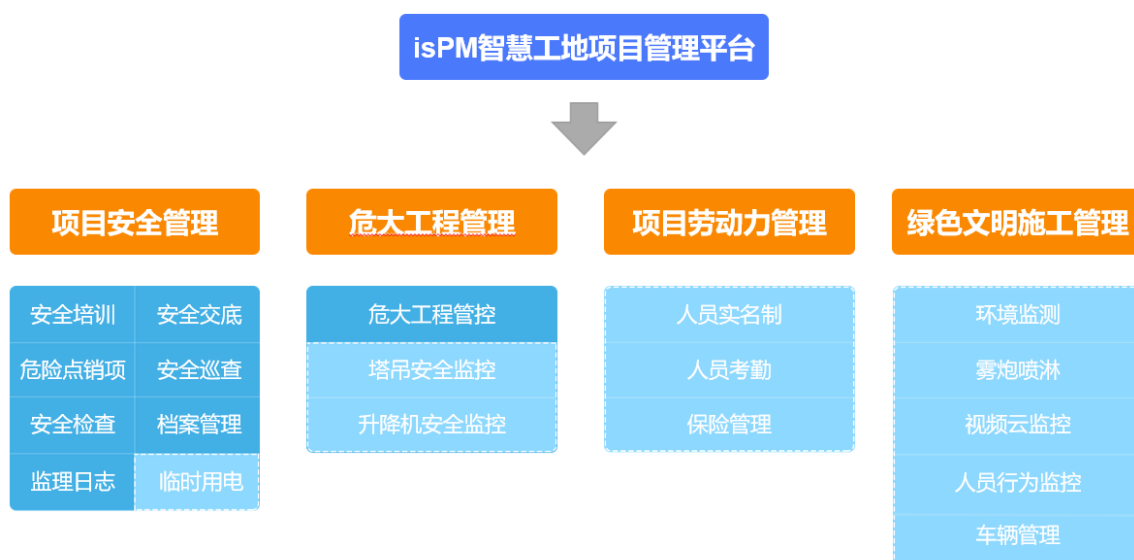 isPM智慧工地项目管理平台
项目安全管理
安全培训 安全交底
危险点销项 安全巡查
安全检查 档案管理
监理日志 临时用电
危大工程管理
危大工程管控
塔吊安全监控
升降机安全监控
项目劳动力管理
人员实名制
人员考勤
保险管理
绿色文明施工管理
环境监测
雾炮喷淋
视频云监控
人员行为监控
车辆管理